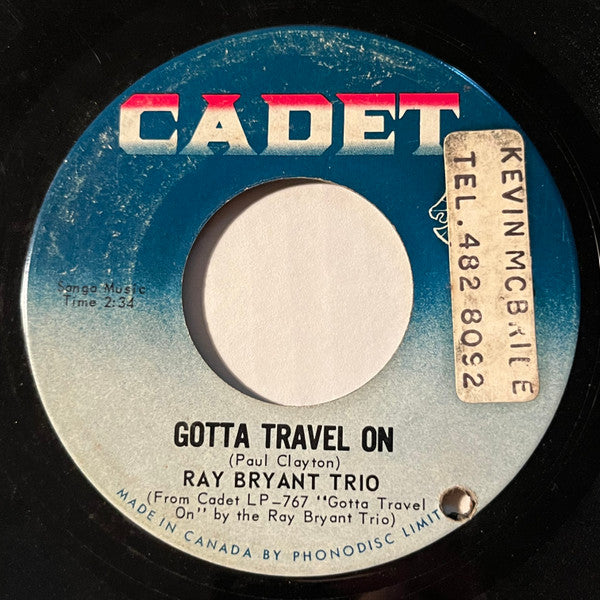 CADET
KEVIN MCBRIDE
TEL. 482 8092
Sanga Music
Time 2:34
GOTTA TRAVEL ON
(Paul Clayton)
RAY BRYANT TRIO
(From Cadet LP-767 "Gotta Travel
On" by the Ray Bryant Trio)
MADE IN CANADA BY PHONODISC LIMIT